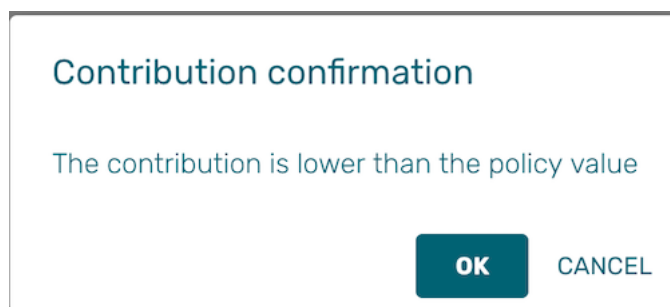 Contribution confirmation
The contribution is lower than the policy value
OK CANCEL